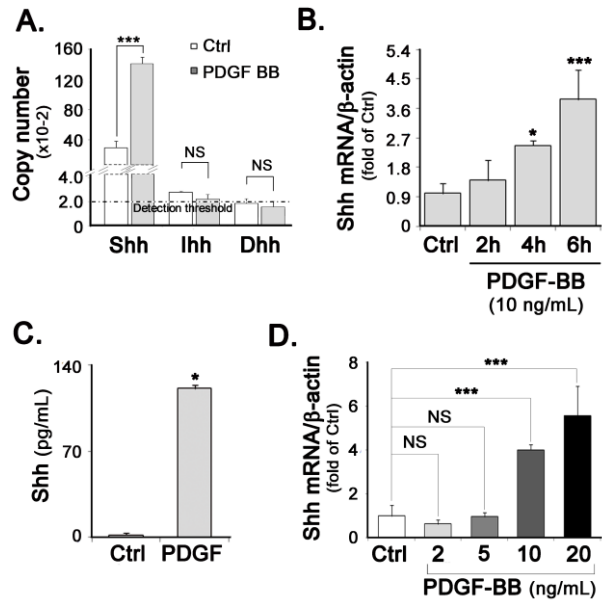 A.
160
120
80
40
4.0
2.0
0
Copy number
(x10-2)
***
Ctrl
PDGF BB
NS
NS
Detection threshold
Shh Ihh Dhh
B.
5.4
4.5
3.6
2.7
1.8
0.9
0
Shh mRNA/β-actin
(fold of Ctrl)
*
***
Ctrl 2h 4h 6h
PDGF-BB
(10 ng/mL)
C.
140
70
0
Shh (pg/mL)
*
Ctrl PDGF
D.
8
6
4
2
0
Shh mRNA/β-actin
(fold of Ctrl)
***
***
NS
NS
Ctrl 2 5 10 20
PDGF-BB (ng/mL)